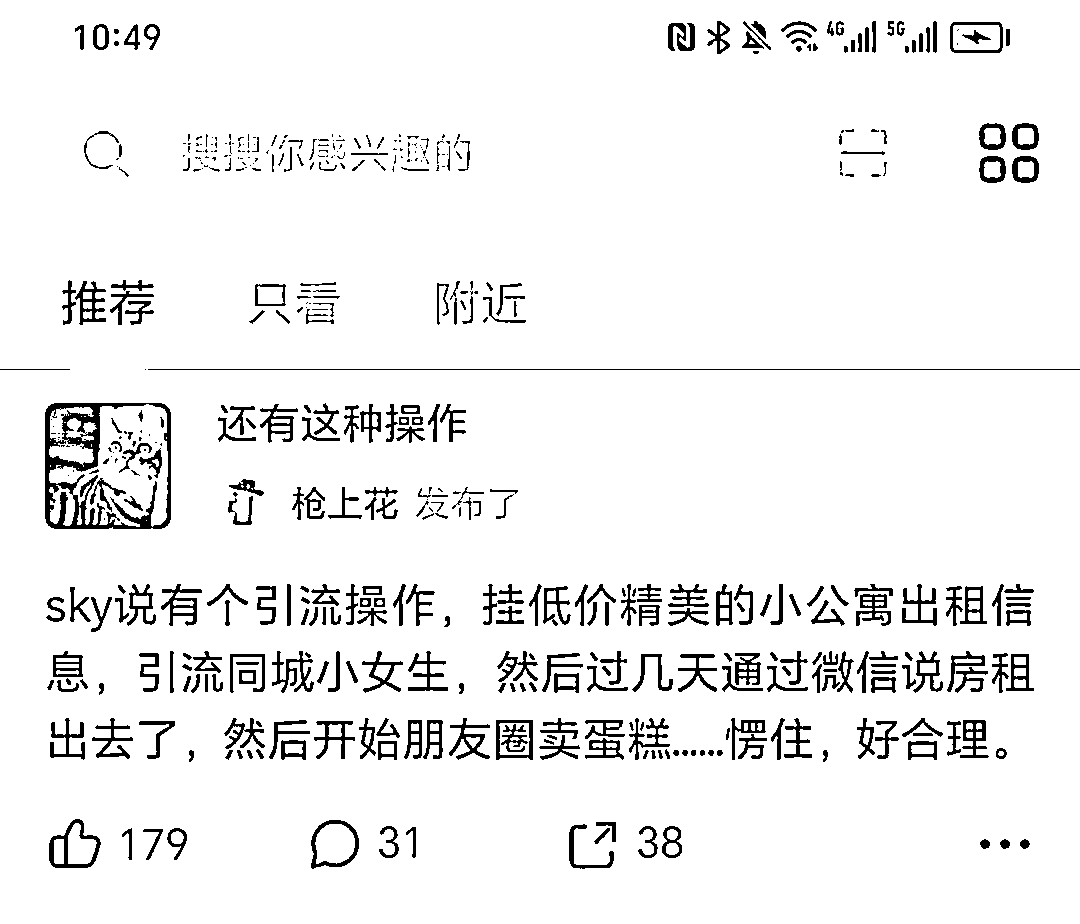 10:49 4G 5G
搜搜你感兴趣的
推荐 只看 附近
还有这种操作
枪上花 发布了
sky说有个引流操作，挂低价精美的小公寓出租信
息，引流同城小女生，然后过几天通过微信说房租
出去了，然后开始朋友圈卖蛋糕……愣住，好合理。
179 31 38